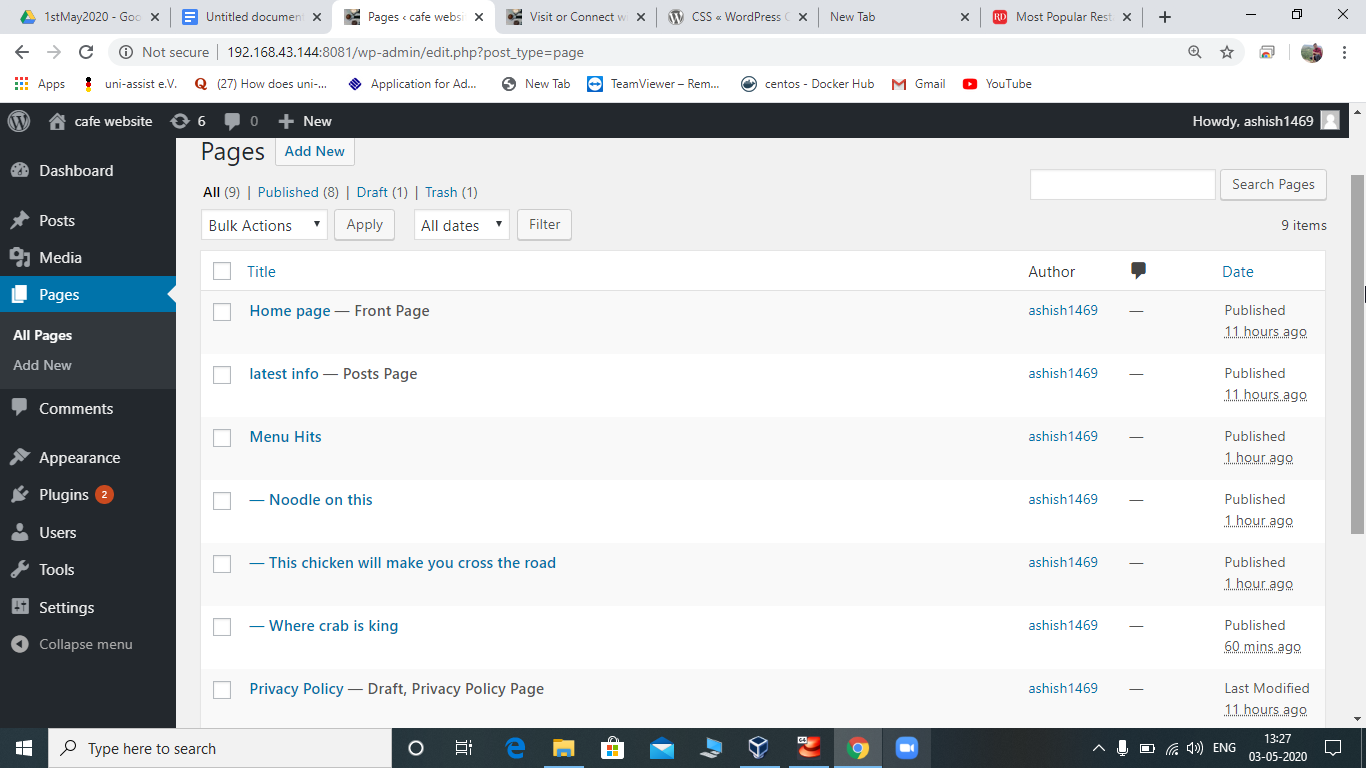 1stMay2020 - Goo
Untitled document
Pages ‹ cafe websi
Visit or Connect w
CSS « WordPress C
New Tab
Most Popular Rest
Not secure | 192.168.43.144:8081/wp-admin/edit.php?post_type=page
Apps
uni-assist e.V.
(27) How does uni-...
Application for Ad...
New Tab
TeamViewer – Rem...
centos - Docker Hub
Gmail
YouTube
cafe website
6
0
New
Howdy, ashish1469
Dashboard
Posts
Media
Pages
All Pages
Add New
Comments
Appearance
Plugins 2
Users
Tools
Settings
Collapse menu
Pages Add New
All (9) | Published (8) | Draft (1) | Trash (1)
Search Pages
Bulk Actions Apply All dates Filter
9 items
Title Author Date
Home page — Front Page ashish1469 — Published
11 hours ago
latest info — Posts Page ashish1469 — Published
11 hours ago
Menu Hits ashish1469 — Published
1 hour ago
— Noodle on this ashish1469 — Published
1 hour ago
— This chicken will make you cross the road ashish1469 — Published
1 hour ago
— Where crab is king ashish1469 — Published
60 mins ago
Privacy Policy — Draft, Privacy Policy Page ashish1469 — Last Modified
11 hours ago
Type here to search
64
ENG
13:27
03-05-2020